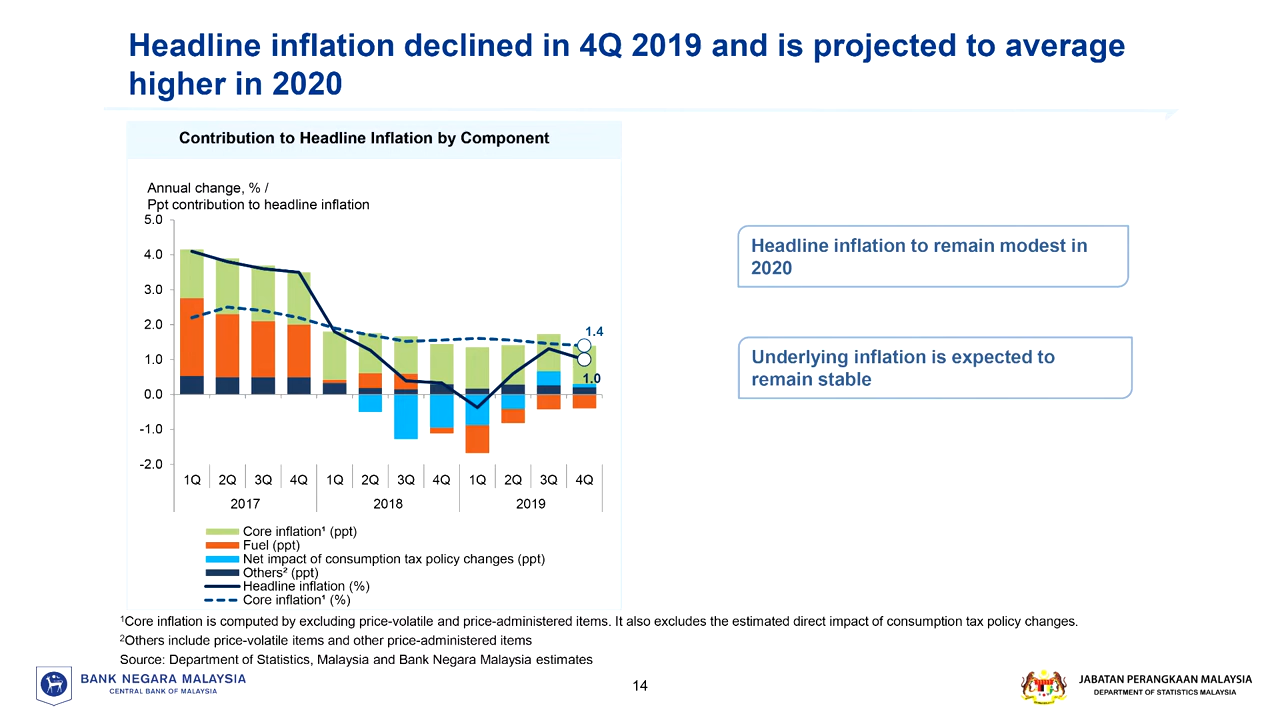 Headline inflation declined in 4Q 2019 and is projected to average
higher in 2020
Contribution to Headline Inflation by Component
Annual change, % /
Ppt contribution to headline inflation
5.0
4.0
3.0
2.0
1.0
0.0
-1.0
-2.0
1.4
1.0
1Q 2Q 3Q 4Q 1Q 2Q 3Q 4Q 1Q 2Q 3Q 4Q
2017 2018 2019
Core inflation¹ (ppt)
Fuel (ppt)
Net impact of consumption tax policy changes (ppt)
Others² (ppt)
Headline inflation (%)
Core inflation¹ (%)
Headline inflation to remain modest in
2020
Underlying inflation is expected to
remain stable
¹Core inflation is computed by excluding price-volatile and price-administered items. It also excludes the estimated direct impact of consumption tax policy changes.
²Others include price-volatile items and other price-administered items
Source: Department of Statistics, Malaysia and Bank Negara Malaysia estimates
BANK NEGARA MALAYSIA
CENTRAL BANK OF MALAYSIA
14
JABATAN PERANGKAAN MALAYSIA
DEPARTMENT OF STATISTICS MALAYSIA